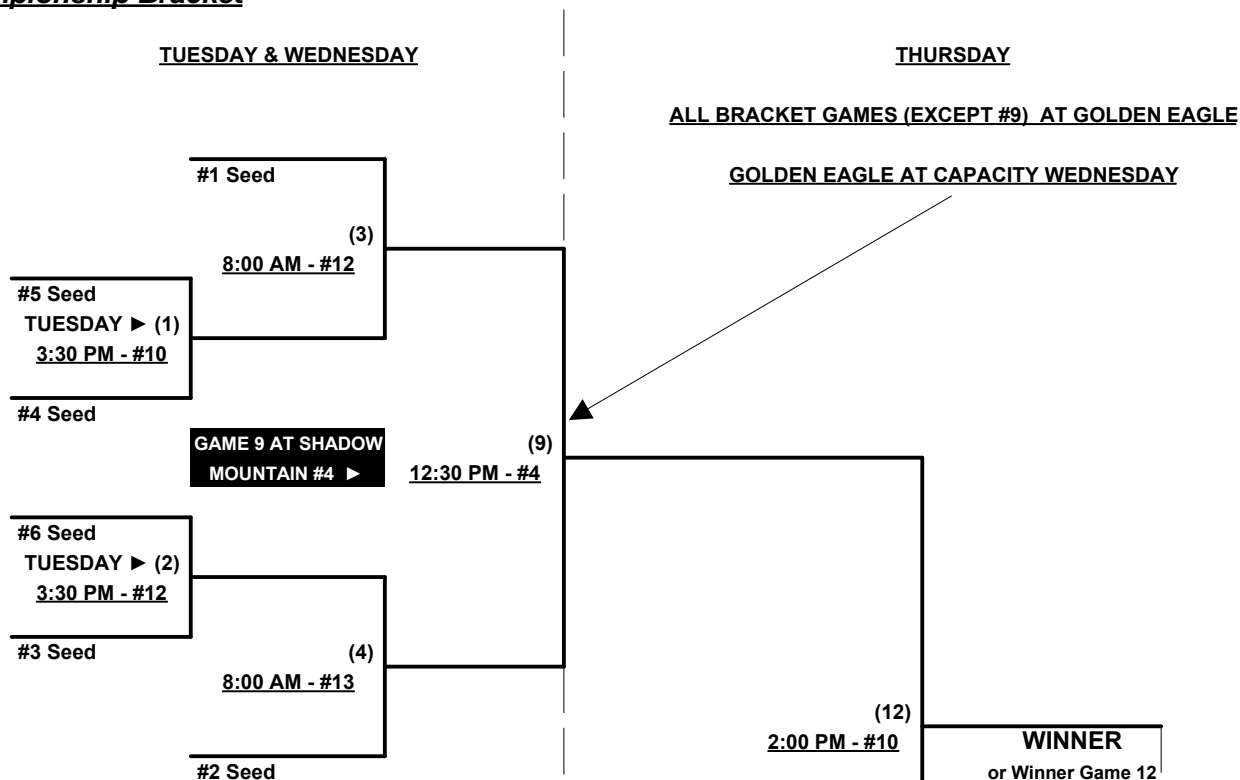 TUESDAY & WEDNESDAY
THURSDAY
ALL BRACKET GAMES (EXCEPT #9) AT GOLDEN EAGLE
GOLDEN EAGLE AT CAPACITY WEDNESDAY
#1 Seed
(3)
8:00 AM - #12
#5 Seed
TUESDAY ► (1)
3:30 PM - #10
#4 Seed
GAME 9 AT SHADOW
MOUNTAIN #4 ►
(9)
12:30 PM - #4
#6 Seed
TUESDAY ► (2)
3:30 PM - #12
#3 Seed
(4)
8:00 AM - #13
#2 Seed
(12)
2:00 PM - #10
WINNER
or Winner Game 12